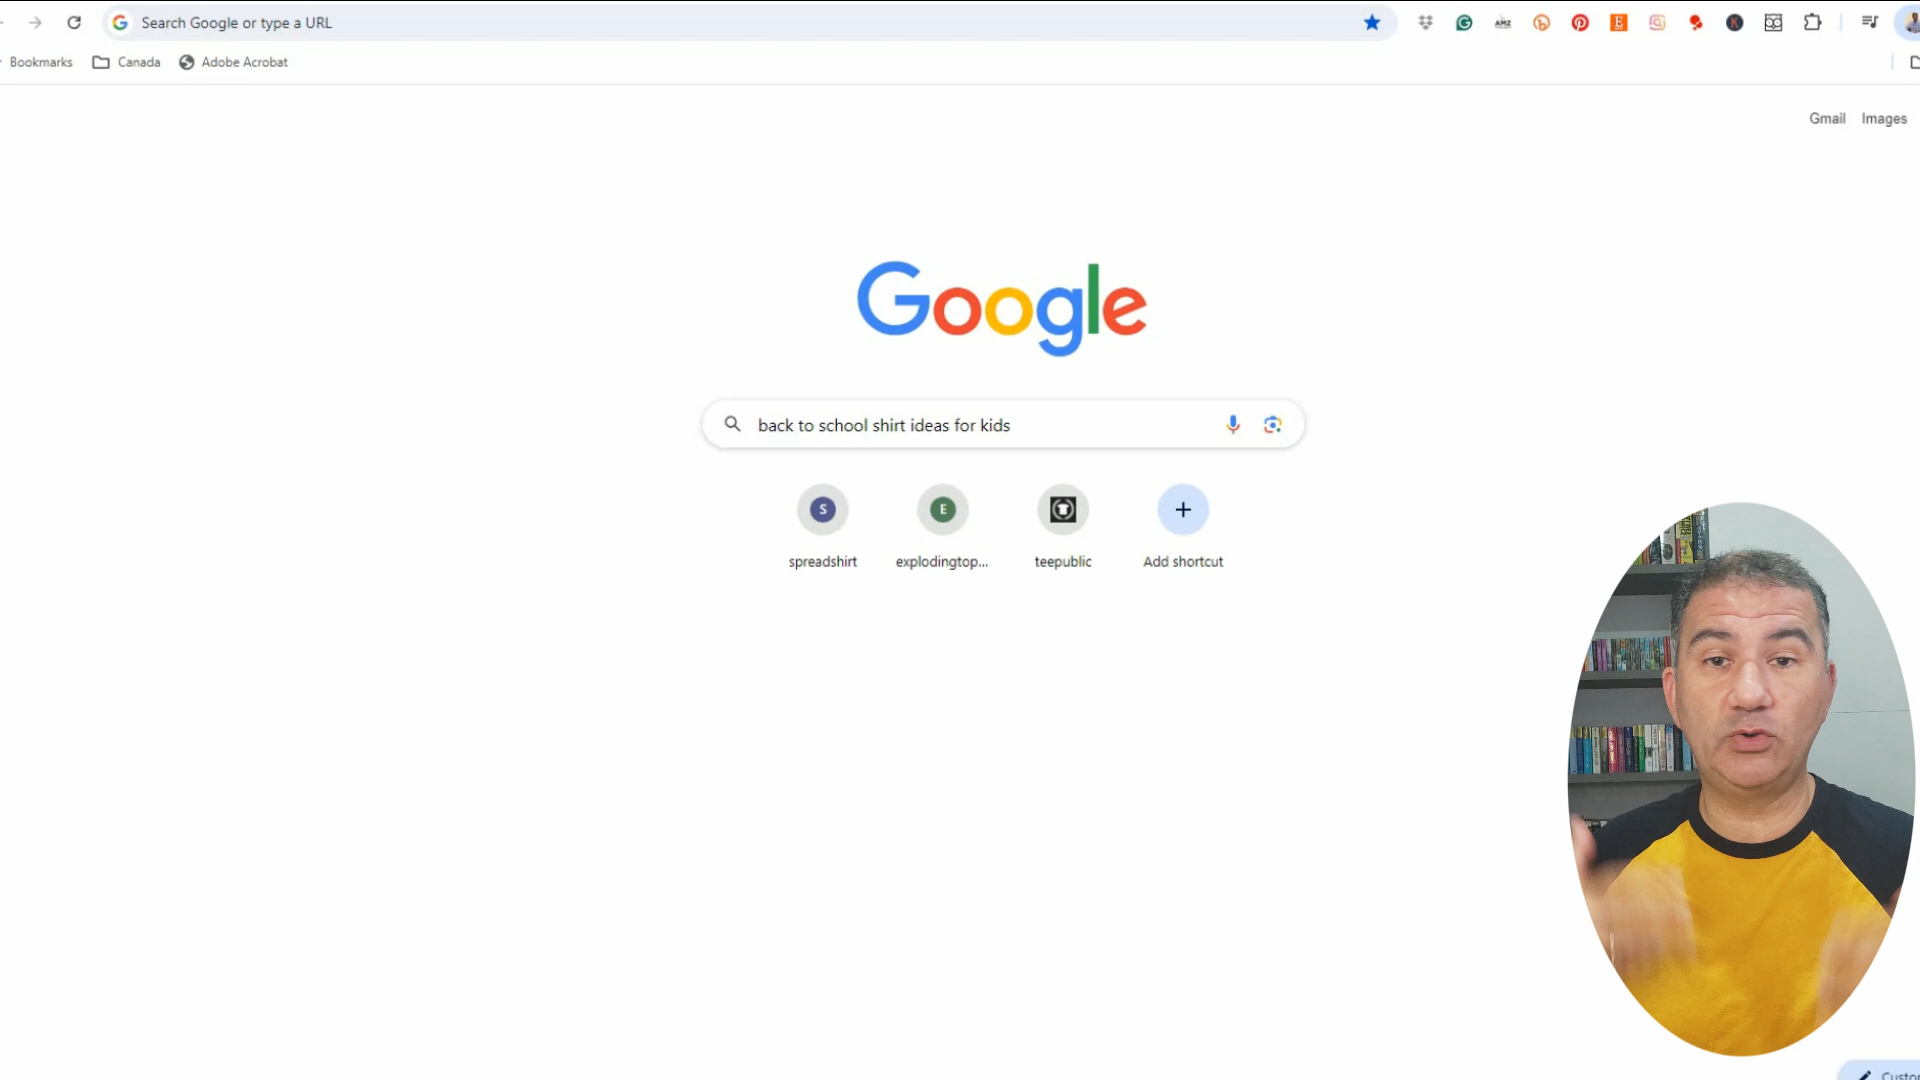 Search Google or type a URL
AMZ
Bookmarks
Canada
Adobe Acrobat
Gmail
Images
Google
back to school shirt ideas for kids
S
E
spreadshirt
explodingtop...
teepublic
Add shortcut